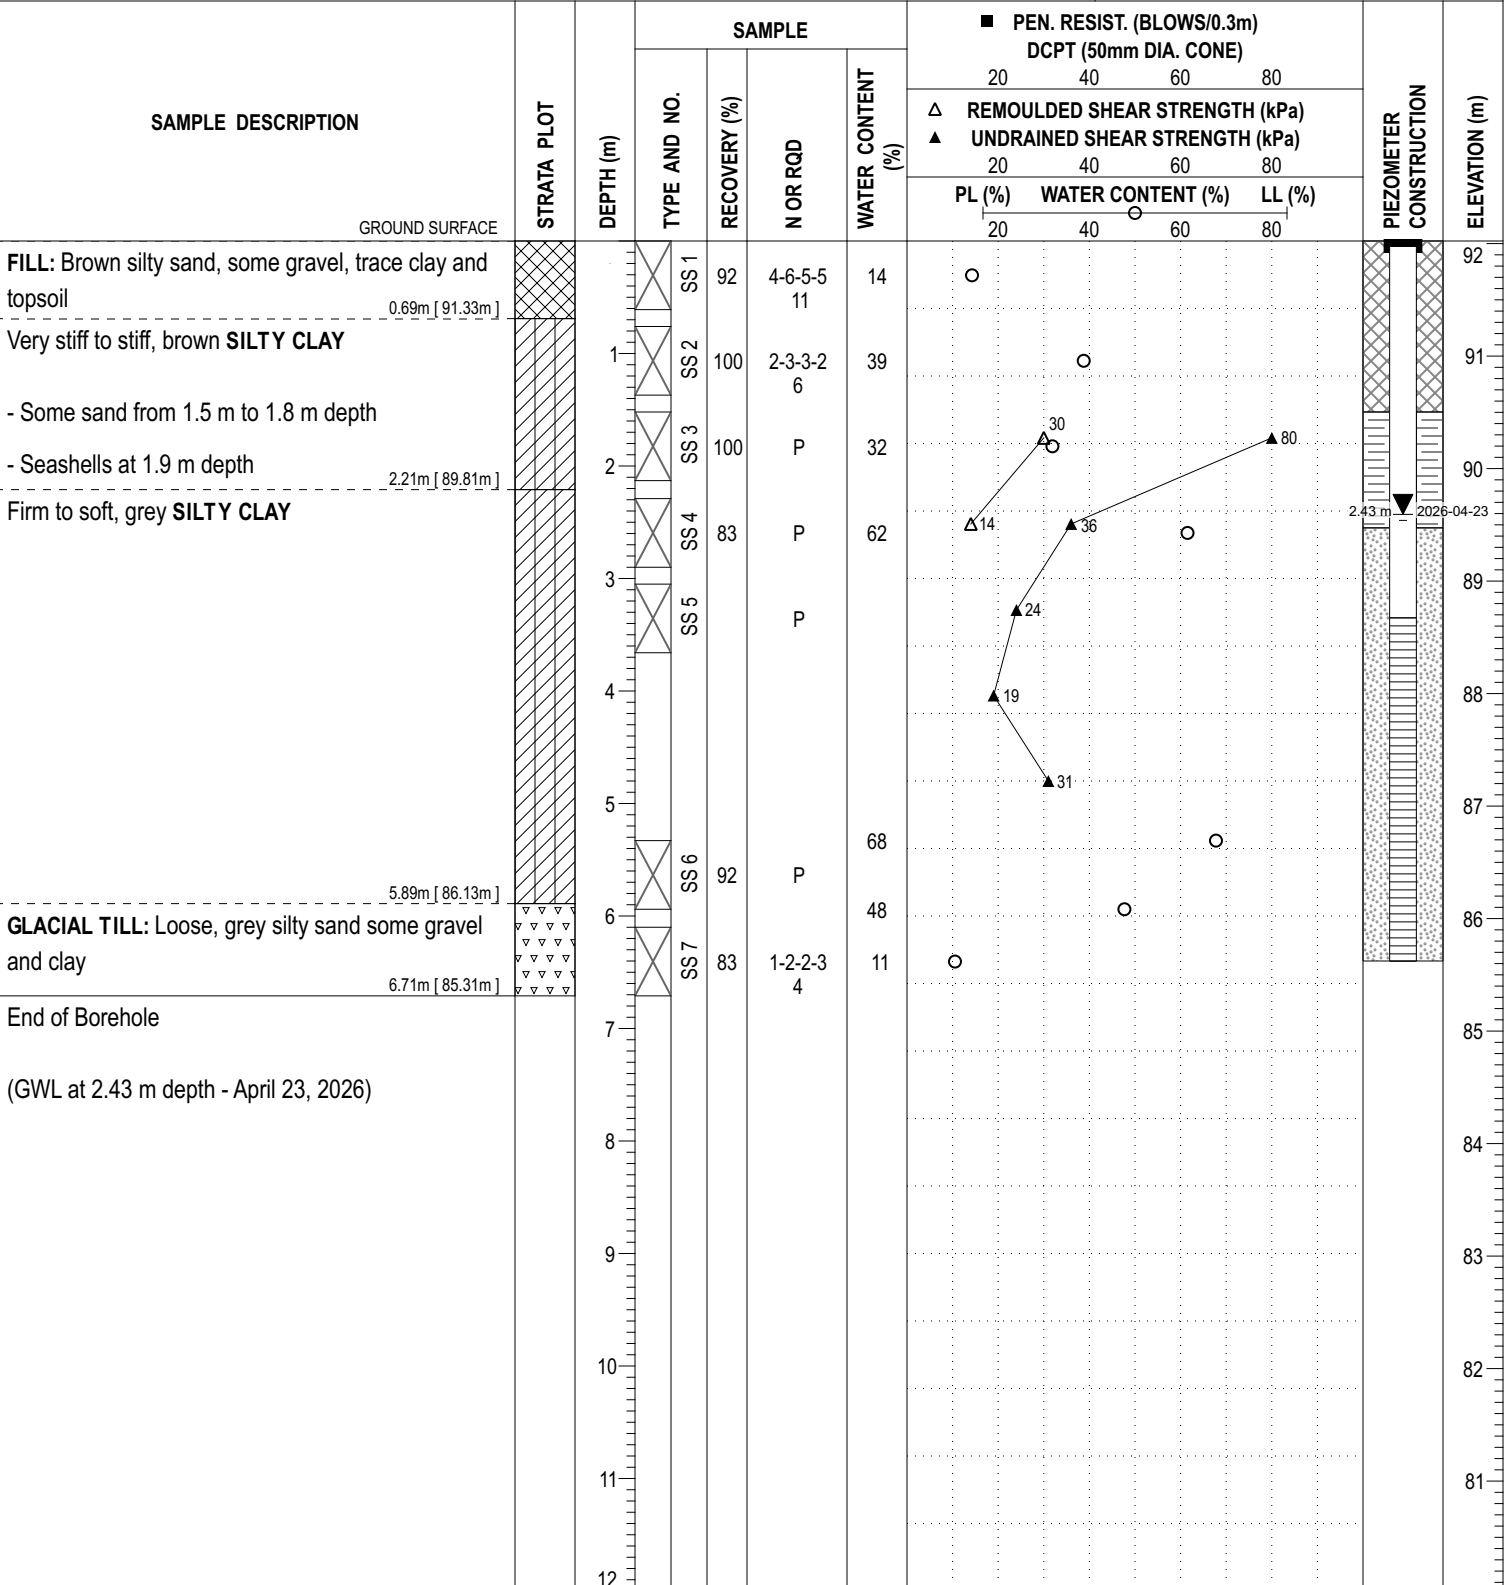 SAMPLE DESCRIPTION
GROUND SURFACE
STRATA PLOT
DEPTH (m)
SAMPLE
TYPE AND NO.
RECOVERY (%)
N OR RQD
WATER CONTENT
(%)
■ PEN. RESIST. (BLOWS/0.3m)
DCPT (50mm DIA. CONE)
20 40 60 80
△ REMOULDED SHEAR STRENGTH (kPa)
▲ UNDRAINED SHEAR STRENGTH (kPa)
20 40 60 80
PL (%) WATER CONTENT (%) LL (%)
20 40 60 80
PIEZOMETER
CONSTRUCTION
ELEVATION (m)
FILL: Brown silty sand, some gravel, trace clay and
topsoil
0.69m [ 91.33m ]
SS 1 92 4-6-5-5 14
11
92
Very stiff to stiff, brown SILTY CLAY
1
SS 2 100 2-3-3-2 39
6
91
- Some sand from 1.5 m to 1.8 m depth
- Seashells at 1.9 m depth
2.21m [ 89.81m ]
SS 3 100 P 32
30
80
2
90
Firm to soft, grey SILTY CLAY
SS 4 83 P 62
14
36
2.43 m 2026-04-23
3
89
SS 5 P
24
4
19
88
31
5
87
68
SS 6 92 P
5.89m [ 86.13m ]
48
6
86
GLACIAL TILL: Loose, grey silty sand some gravel
and clay
6.71m [ 85.31m ]
SS 7 83 1-2-2-3 11
4
End of Borehole
7
85
(GWL at 2.43 m depth - April 23, 2026)
8
84
9
83
10
82
11
81
12